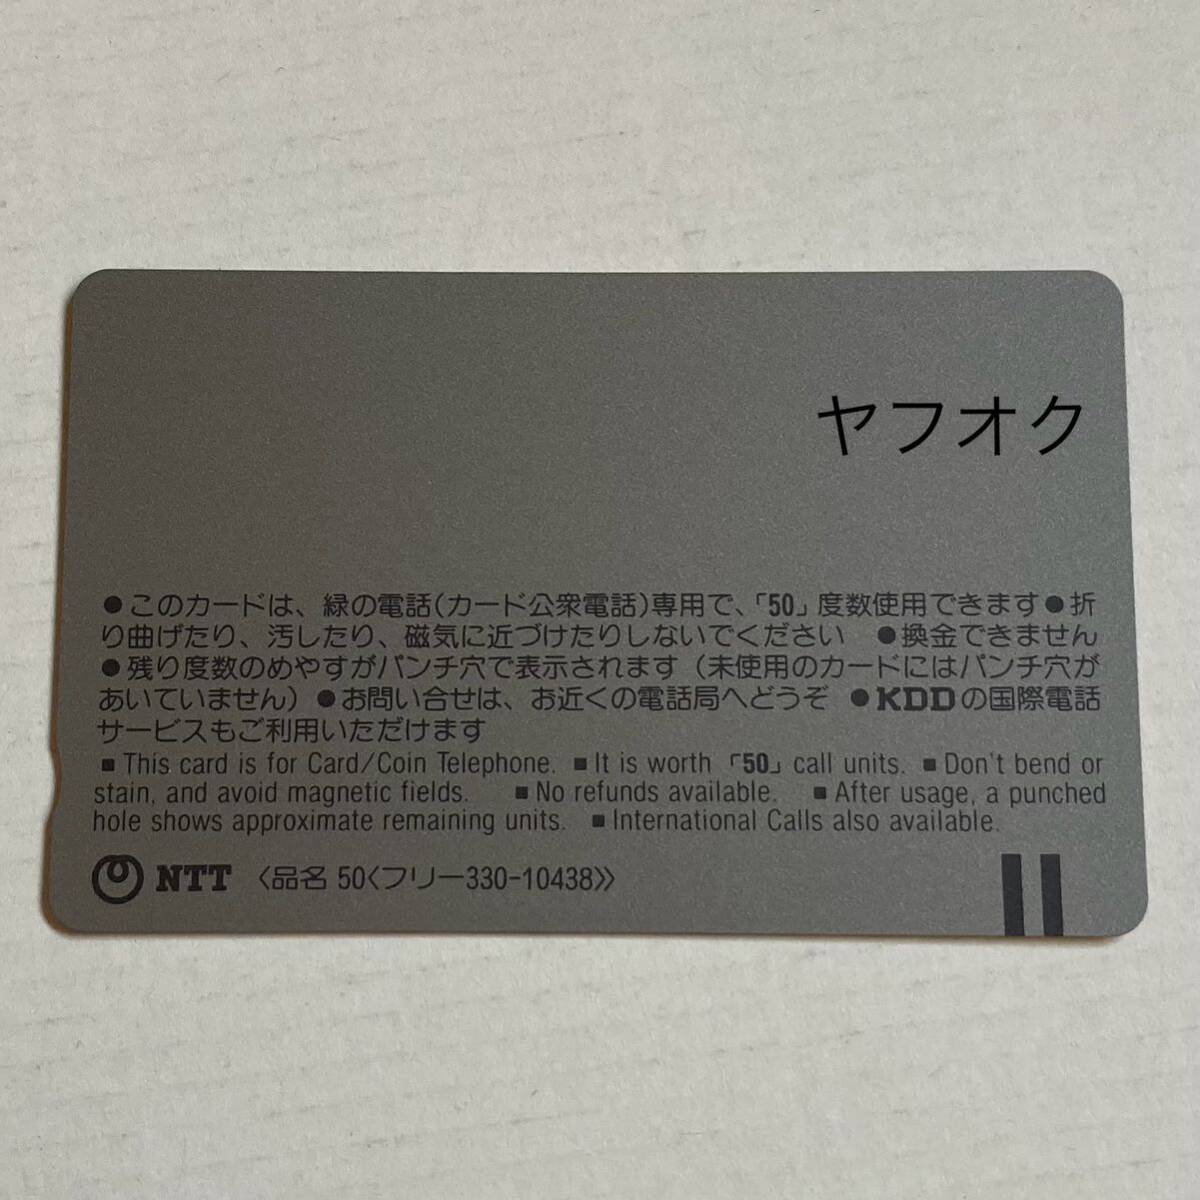 ヤフオク
●このカードは、緑の電話(カード公衆電話)専用で、「50」度数使用できます●折
り曲げたり、汚したり、磁気に近づけたりしないでください ●換金できません
●残り度数のめやすがパンチ穴で表示されます(未使用のカードにはパンチ穴が
あいていません)●お問い合せは、お近くの電話局へどうぞ ●KDDの国際電話
サービスもご利用いただけます
■This card is for Card/Coin Telephone. ■It is worth「50」call units. ■Don't bend or
stain, and avoid magnetic fields. ■No refunds available. ■After usage, a punched
hole shows approximate remaining units. ■International Calls also available.
NTT 〈品名 50〈フリー330-10438〉〉